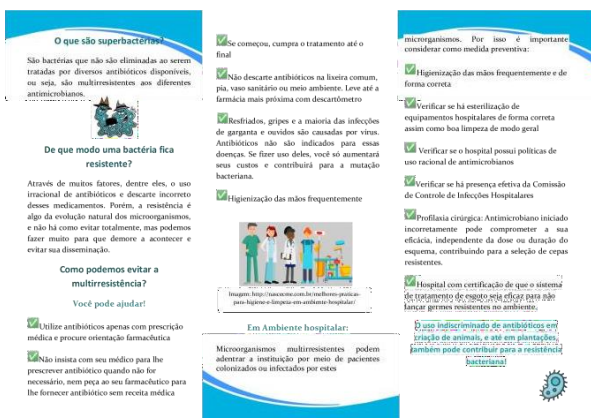 O que são superbactérias?
São bactérias que não são eliminadas ao serem
tratadas por diversos antibióticos disponíveis,
ou seja, são multirresistentes aos diferentes
antimicrobianos.
De que modo uma bactéria fica
resistente?
Através de muitos fatores, dentre eles, o uso
irracional de antibióticos e descarte incorreto
desses medicamentos. Porém, a resistência é
algo da evolução natural dos microorganismos,
e não há como evitar totalmente, mas podemos
fazer muito para que demore a acontecer e
evitar sua disseminação.
Como podemos evitar a
multirresistência?
Você pode ajudar!
✅Utilize antibióticos apenas com prescrição
médica e procure orientação farmacêutica
✅Não insista com seu médico para lhe
prescrever antibiótico quando não for
necessário, nem peça ao seu farmacêutico para
lhe fornecer antibiótico sem receita médica
✅Se começou, cumpra o tratamento até o
final
✅Não descarte antibióticos na lixeira comum,
pia, vaso sanitário ou meio ambiente. Leve até a
farmácia mais próxima com descartômetro
✅Resfriados, gripes e a maioria das infecções
de garganta e ouvidos são causadas por vírus.
Antibióticos não são indicados para essas
doenças. Se fizer uso deles, você só aumentará
seus custos e contribuirá para a mutação
bacteriana.
✅Higienização das mãos frequentemente
Em Ambiente hospitalar:
Microorganismos multirresistentes podem
adentrar a instituição por meio de pacientes
colonizados ou infectados por estes
microrganismos. Por isso é importante
considerar como medida preventiva:
✅Higienização das mãos frequentemente e de
forma correta
✅Verificar se há esterilização de
equipamentos hospitalares de forma correta
assim como boa limpeza de modo geral
✅ Verificar se o hospital possui políticas de
uso racional de antimicrobianos
✅Verificar se há presença efetiva da Comissão
de Controle de Infecções Hospitalares
✅Profilaxia cirúrgica: Antimicrobiano iniciado
incorretamente pode comprometer a sua
eficácia, independente da dose ou duração do
esquema, contribuindo para a seleção de cepas
resistentes.
✅Hospital com certificação de que o sistema
de tratamento de esgoto seja eficaz para não
lançar germes resistentes no ambiente.
O uso indiscriminado de antibióticos em
criação de animais, e até em plantações,
também pode contribuir para a resistência
bacteriana!